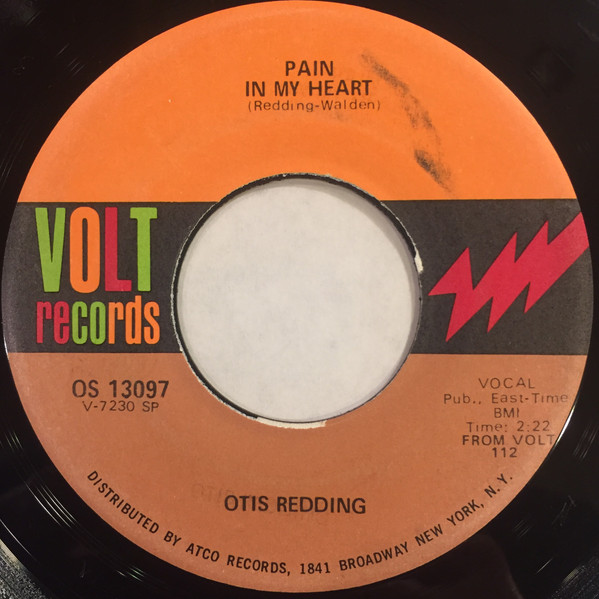 PAIN
IN MY HEART
(Redding-Walden)
VOLT
records
OS 13097
V-7230 SP
VOCAL
Pub., East-Time
BMI
Time: 2:22
FROM VOLT
112
OTIS REDDING
DISTRIBUTED BY ATCO RECORDS, 1841 BROADWAY NEW YORK, N.Y.